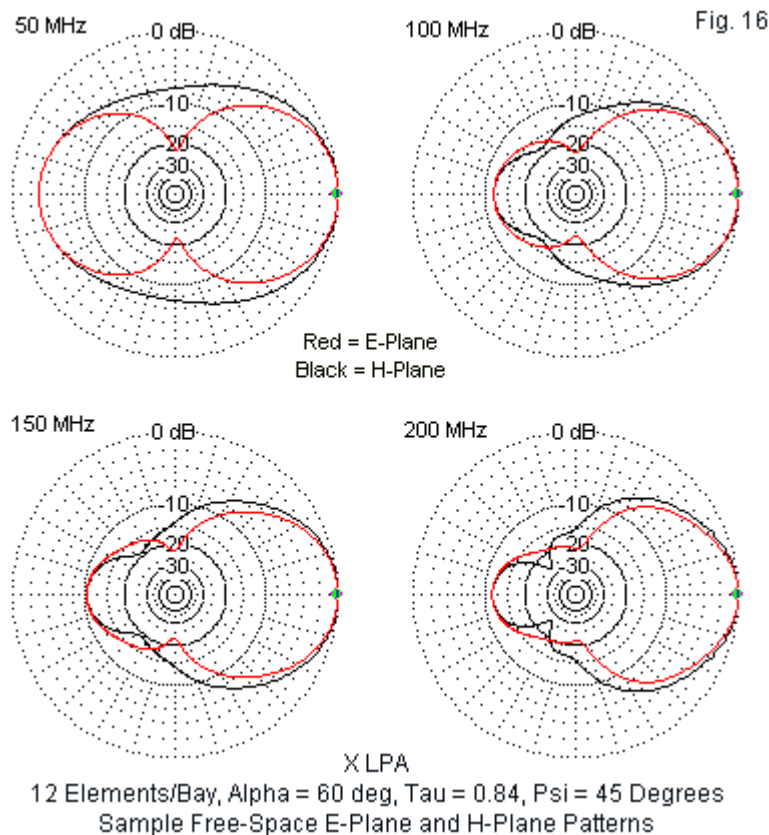 50 MHz
0 dB
100 MHz
0 dB
Fig. 16
-10
20
30
-10
20
30
Red = E-Plane
Black = H-Plane
150 MHz
0 dB
200 MHz
0 dB
-10
20
30
-10
20
30
X LPA
12 Elements/Bay, Alpha = 60 deg, Tau = 0.84, Psi = 45 Degrees
Sample Free-Space E-Plane and H-Plane Patterns